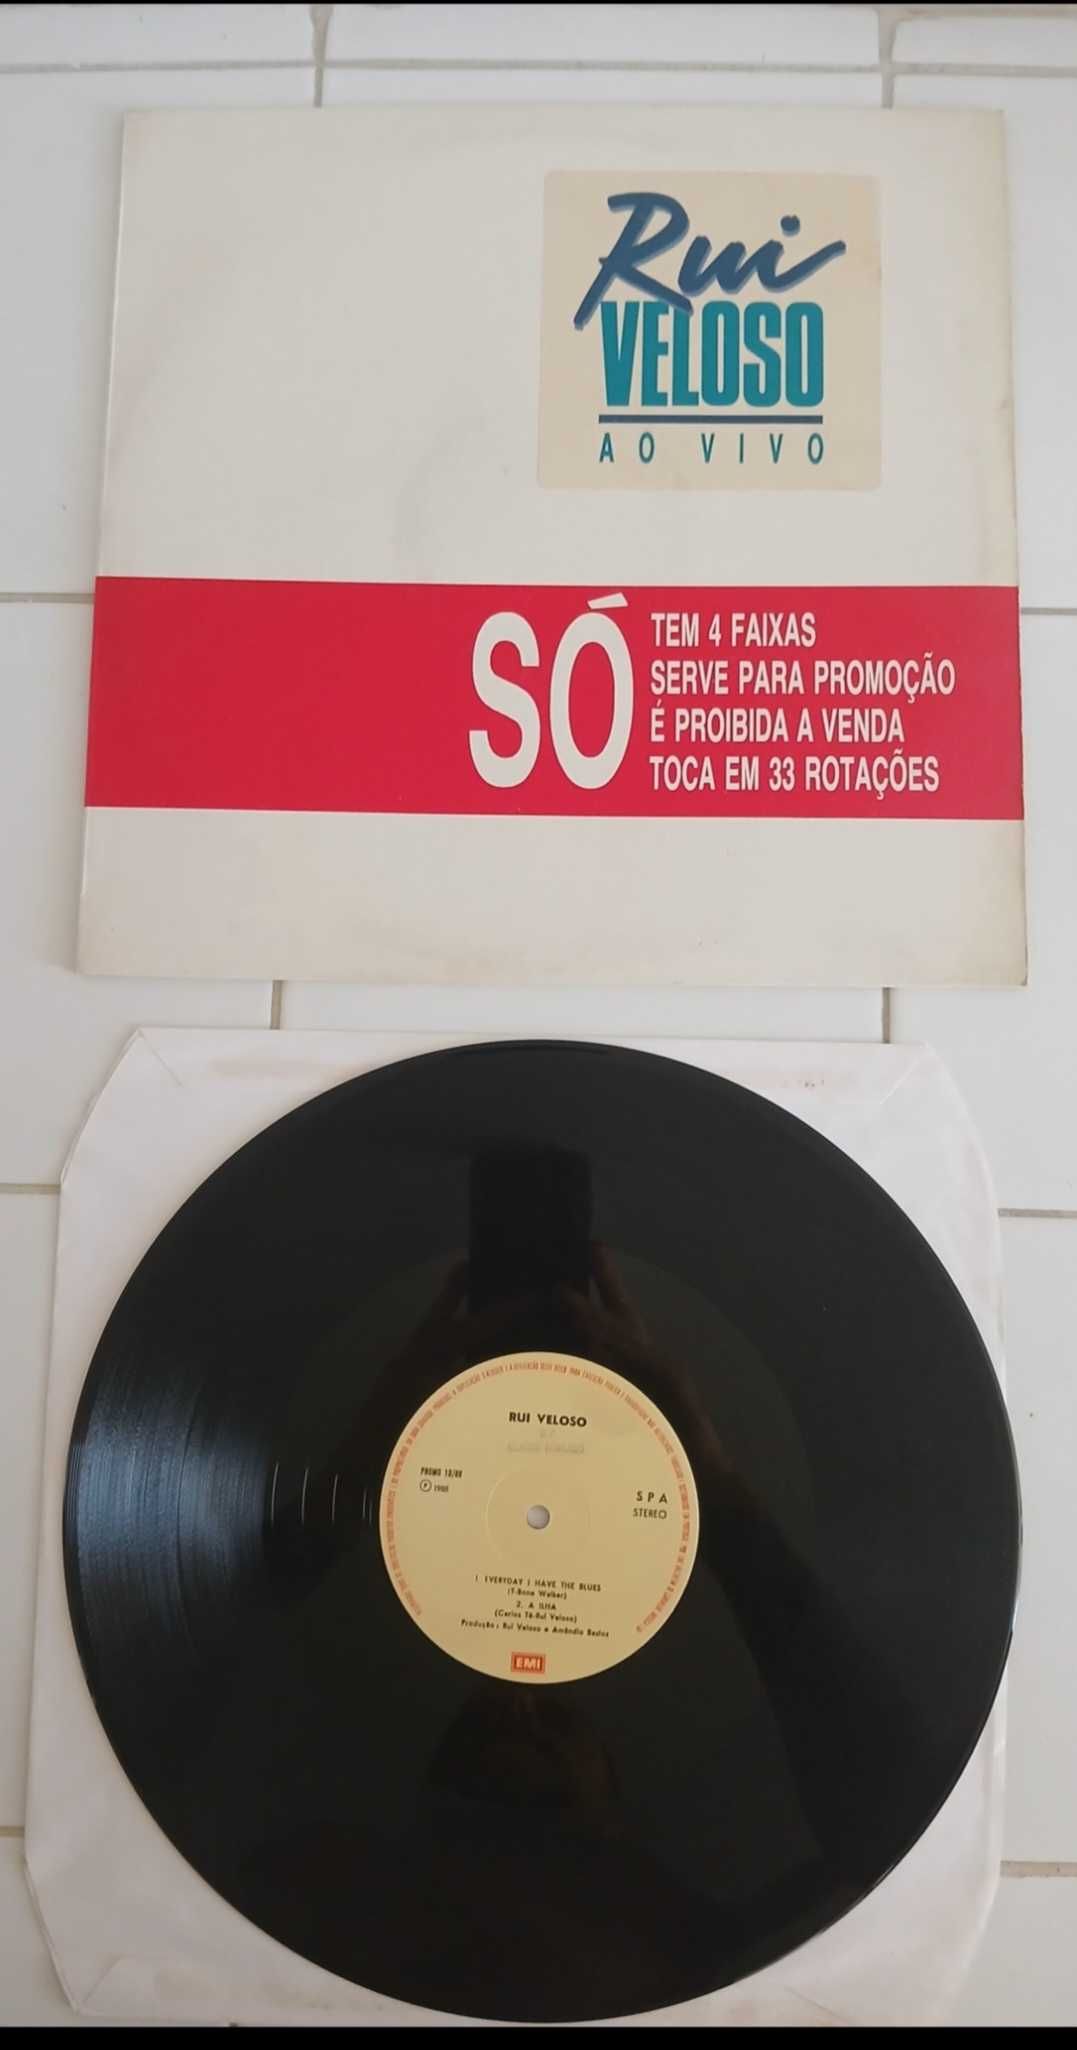 Rui
VELOSO
AO VIVO
SÓ
TEM 4 FAIXAS
SERVE PARA PROMOÇÃO
É PROIBIDA A VENDA
TOCA EM 33 ROTAÇÕES
RUI VELOSO
PROMO 10/88
Ⓟ 1988
S P A
STEREO
1. EVERYDAY I HAVE THE BLUES
(T-Bone Walker)
2. A ILHA
(Carlos Tê-Rui Veloso)
Produção: Rui Veloso e Amândio Bastos
EMI